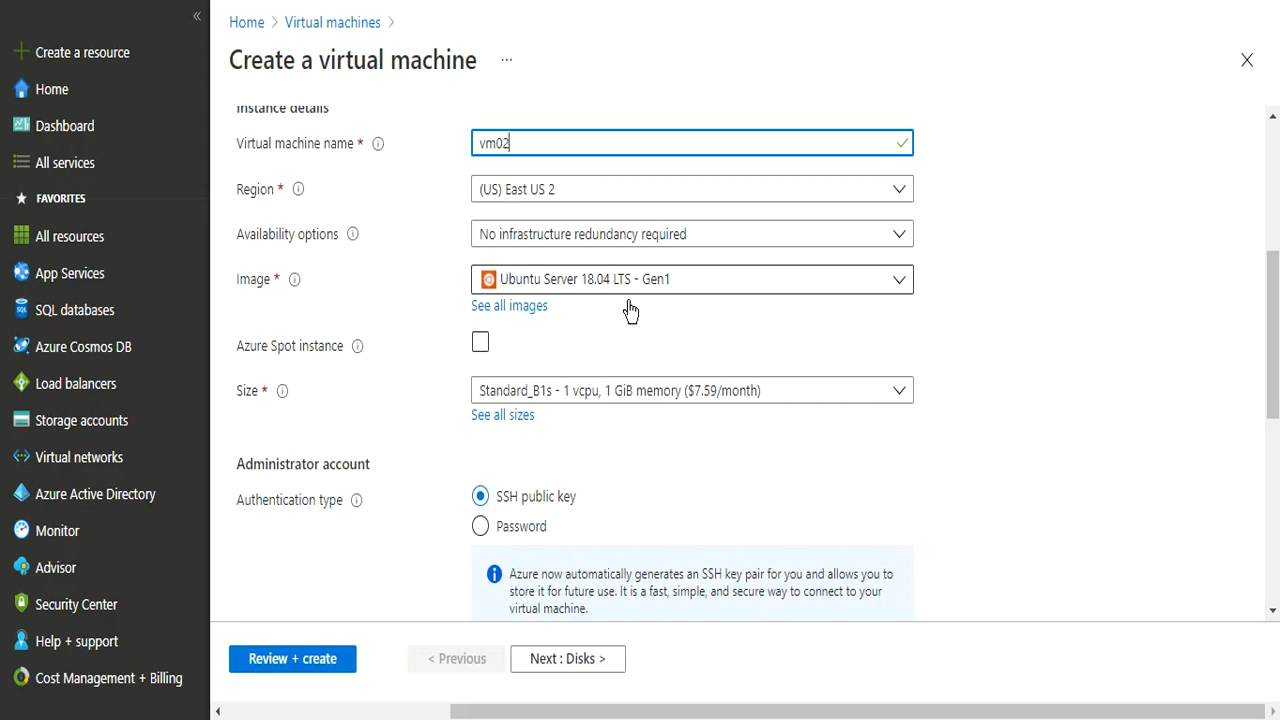 «
Home > Virtual machines >
Create a resource
Create a virtual machine ...
Home
Dashboard
All services
FAVORITES
All resources
App Services
SQL databases
Azure Cosmos DB
Load balancers
Storage accounts
Virtual networks
Azure Active Directory
Monitor
Advisor
Security Center
Help + support
Cost Management + Billing
Instance details
Virtual machine name *
vm02
Region *
(US) East US 2
Availability options
No infrastructure redundancy required
Image *
Ubuntu Server 18.04 LTS - Gen1
See all images
Azure Spot instance
Size *
Standard_B1s - 1 vcpu, 1 GiB memory ($7.59/month)
See all sizes
Administrator account
Authentication type
SSH public key
Password
Azure now automatically generates an SSH key pair for you and allows you to
store it for future use. It is a fast, simple, and secure way to connect to your
virtual machine.
Review + create
< Previous
Next : Disks >